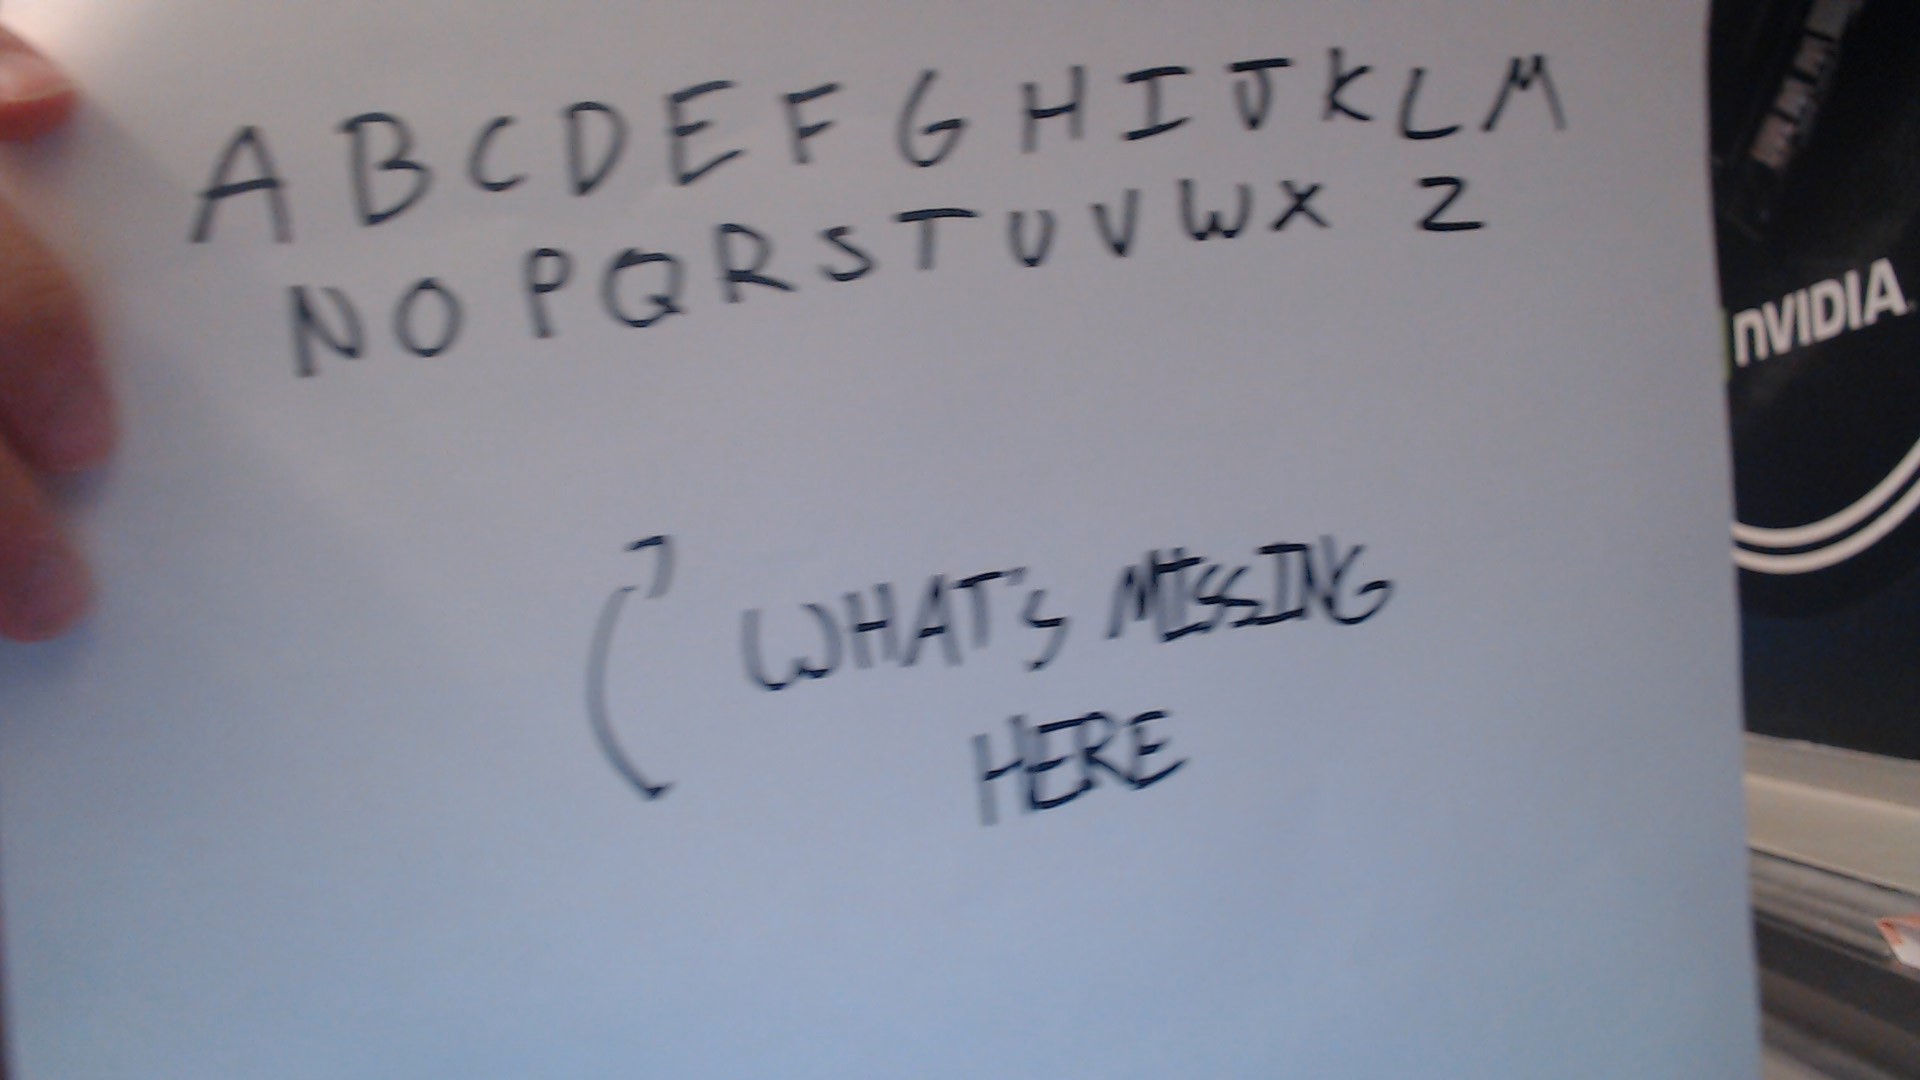 A B C D E F G H I J K L M
N O P Q R S T U V W X Z
WHAT'S MISSING
HERE
NVIDIA